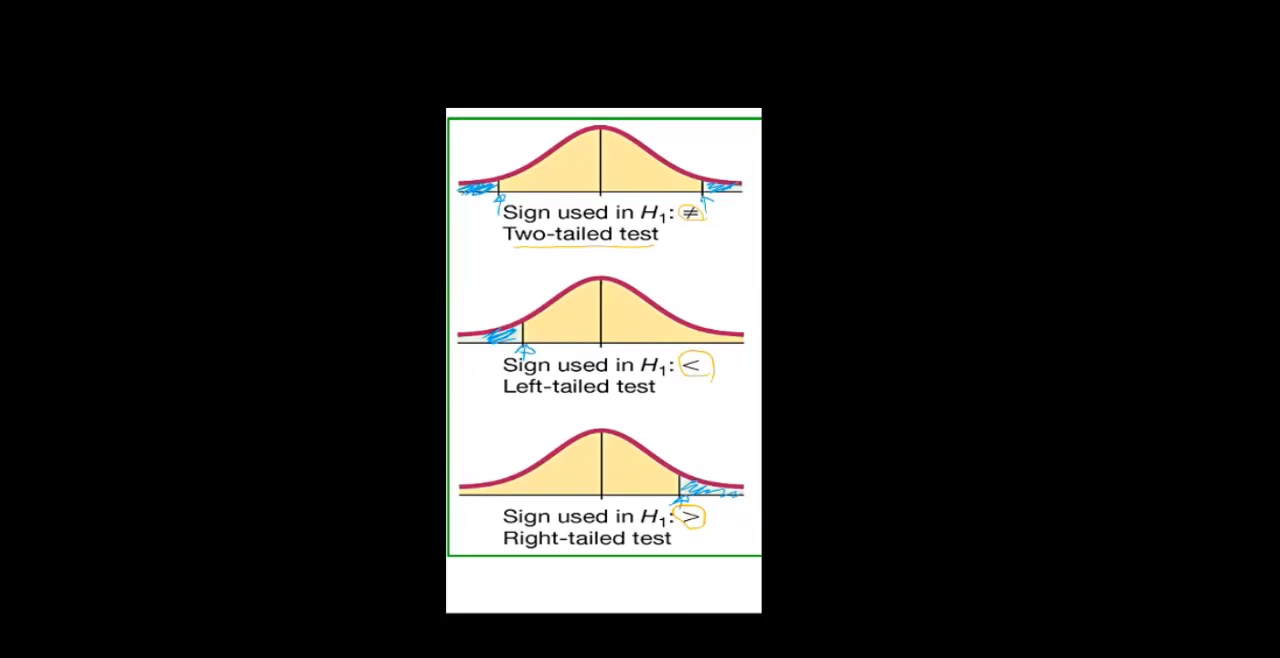 Sign used in H₁: ≠
Two-tailed test
Sign used in H₁: <
Left-tailed test
Sign used in H₁: >
Right-tailed test